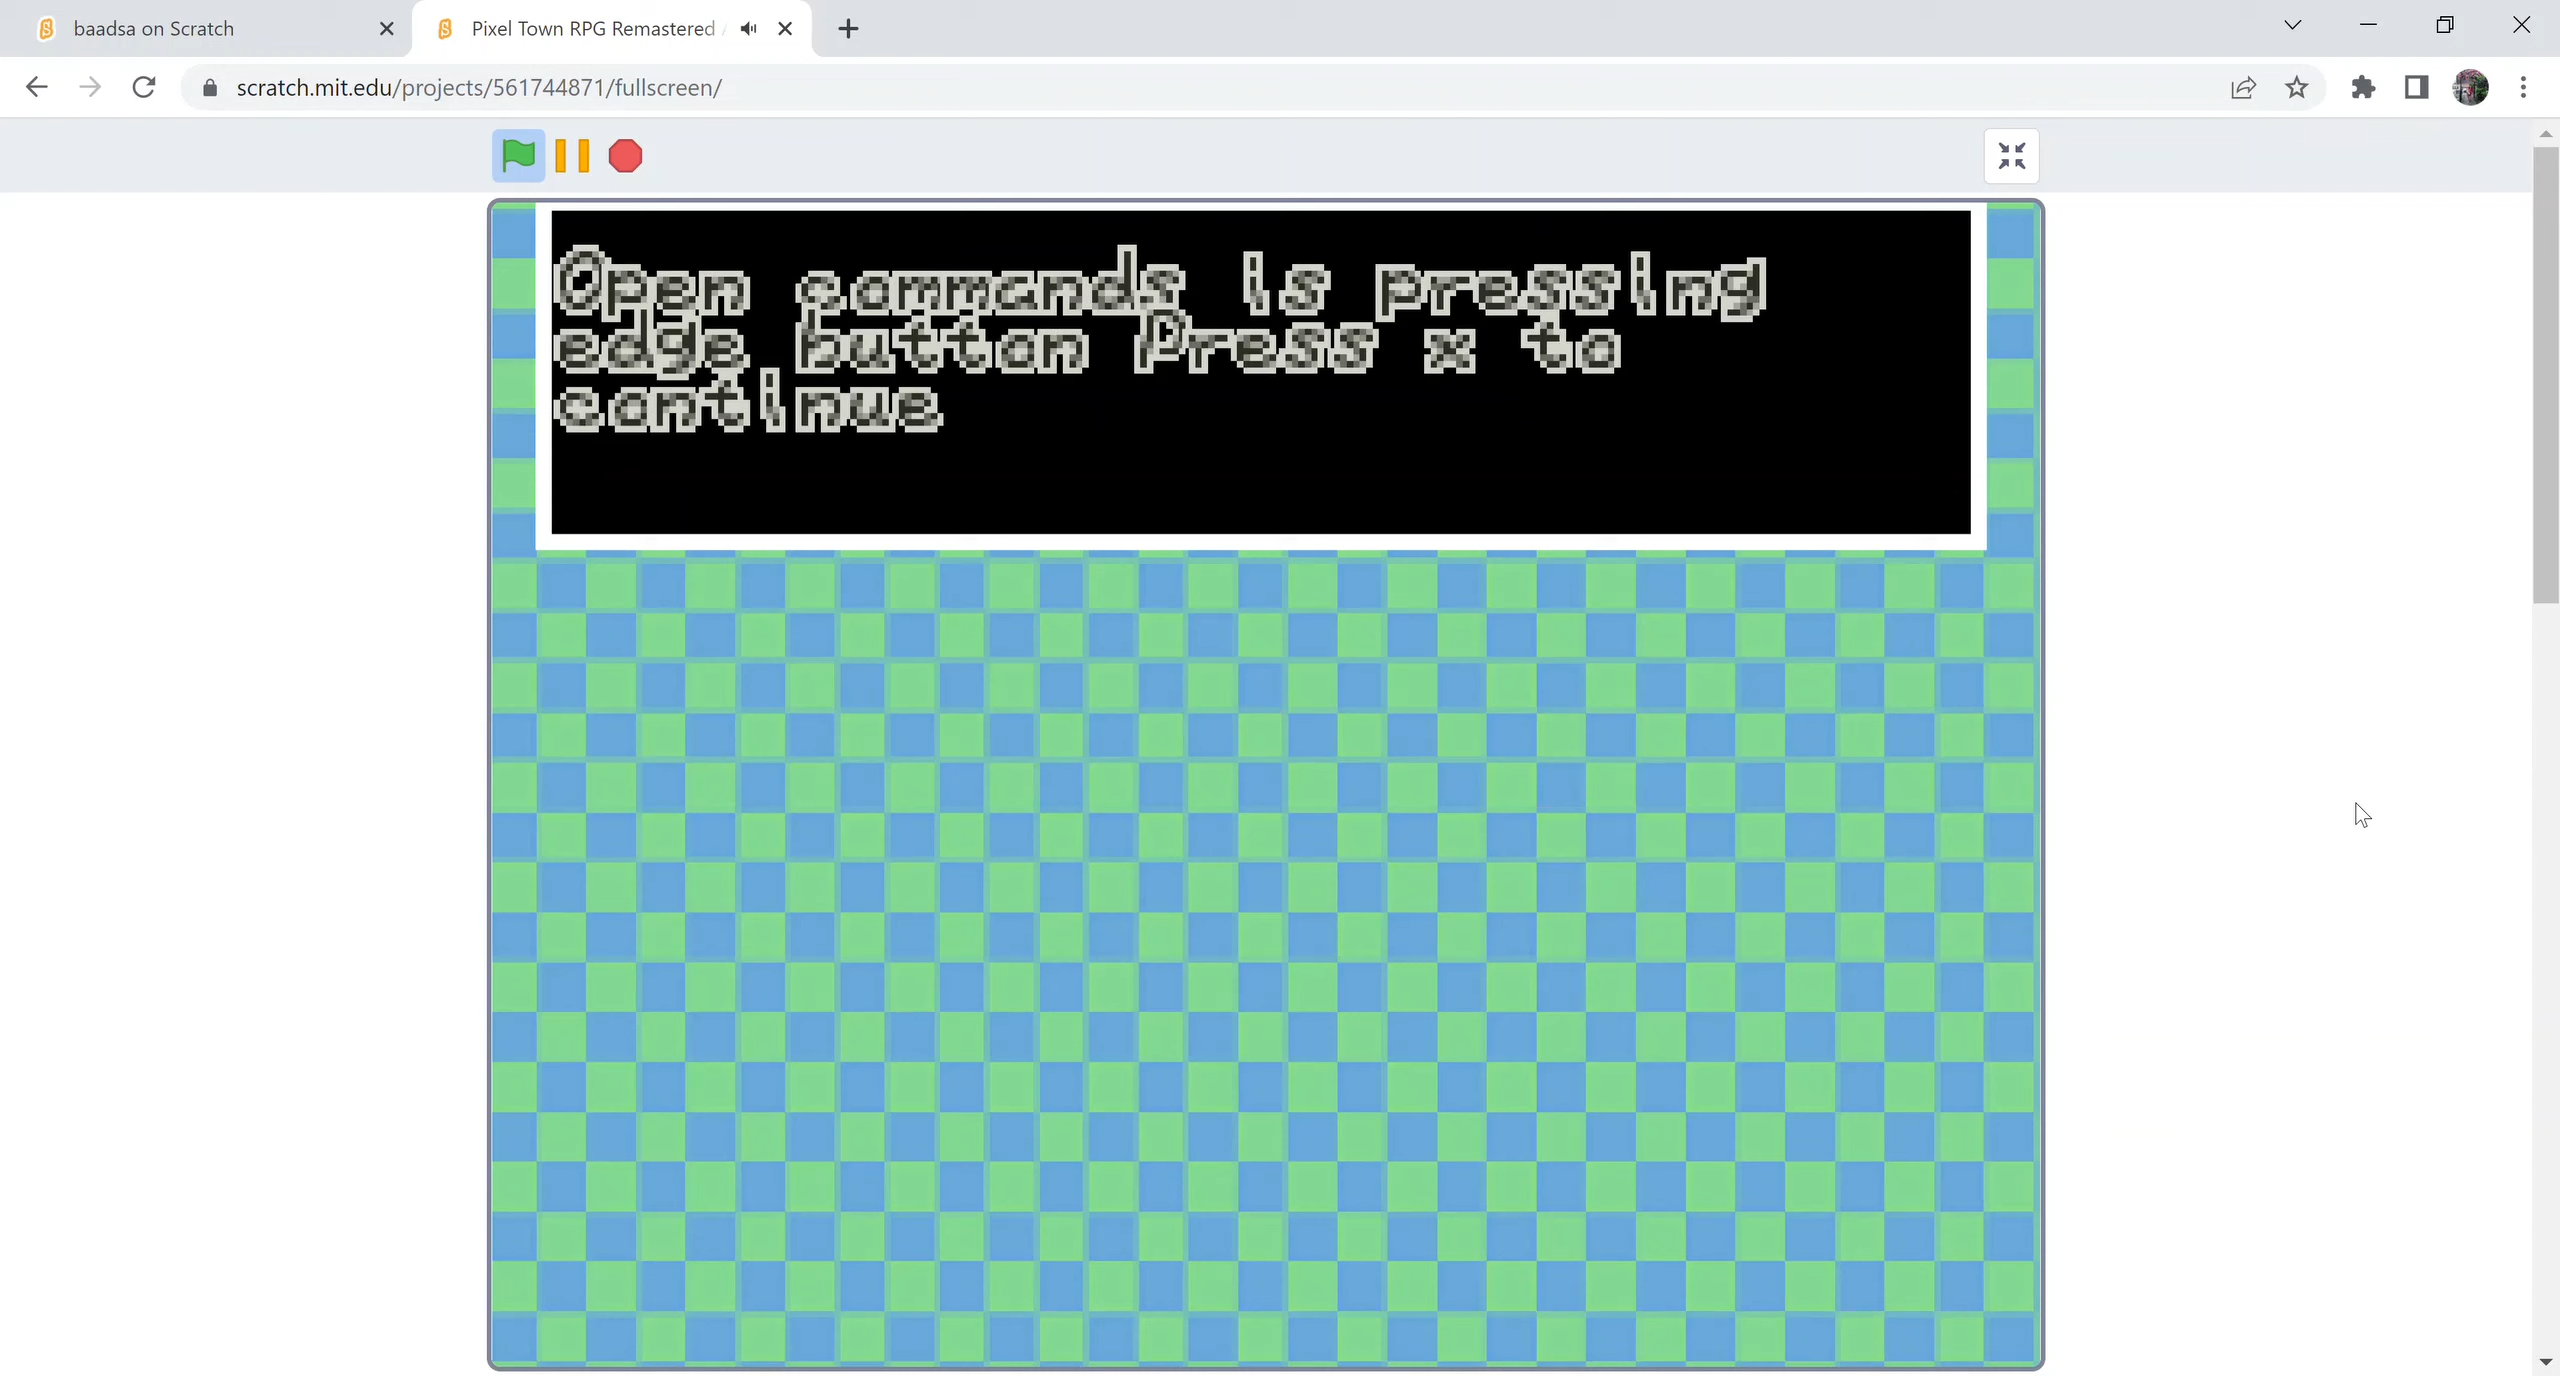 baadsa on Scratch
Pixel Town RPG Remastered
scratch.mit.edu/projects/561744871/fullscreen/
Open commands is pressing
edge button Press x to
continue